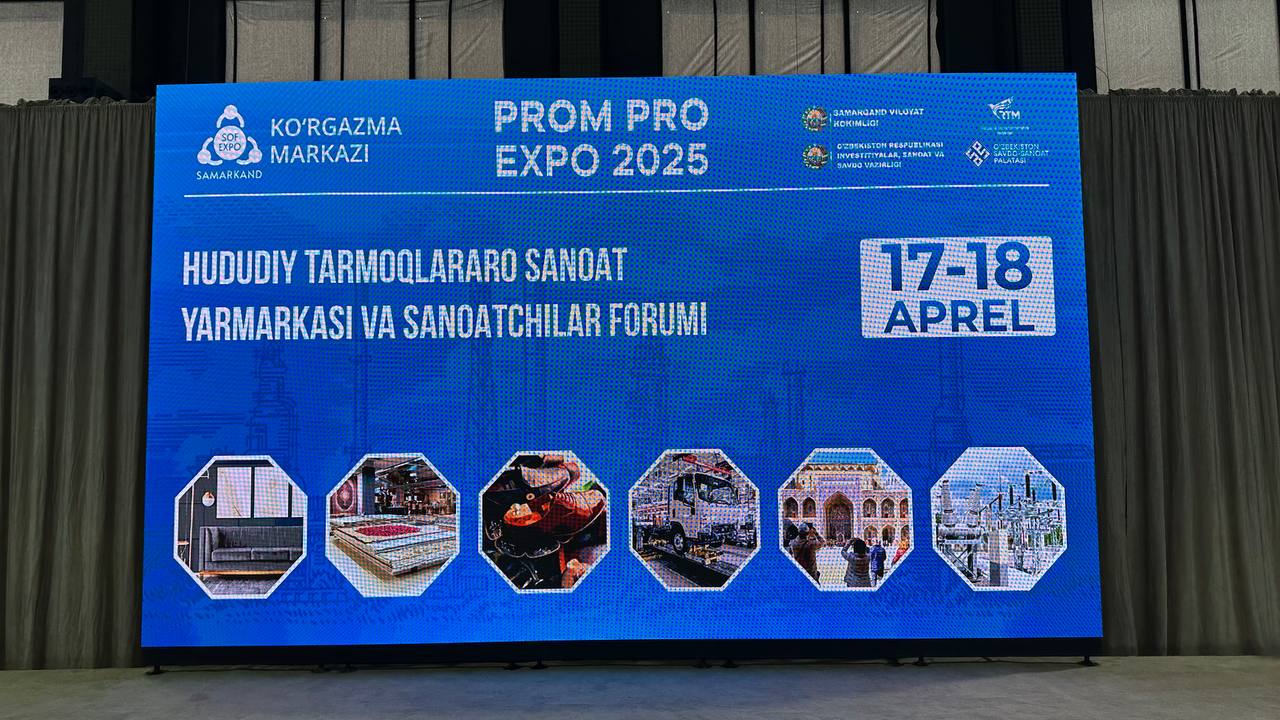 SOF EXPO
SAMARKAND
KO‘RGAZMA
MARKAZI
PROM PRO
EXPO 2025
SAMARQAND VILOYAT
HOKIMLIGI
O‘ZBEKISTON RESPUBLIKASI
INVESTITSIYALAR, SANOAT VA
SAVDO VAZIRLIGI
RTM
O‘ZBEKISTON
SAVDO-SANOAT
PALATASI
HUDUDIY TARMOQLARARO SANOAT
YARMARKASI VA SANOATCHILAR FORUMI
17-18
APREL